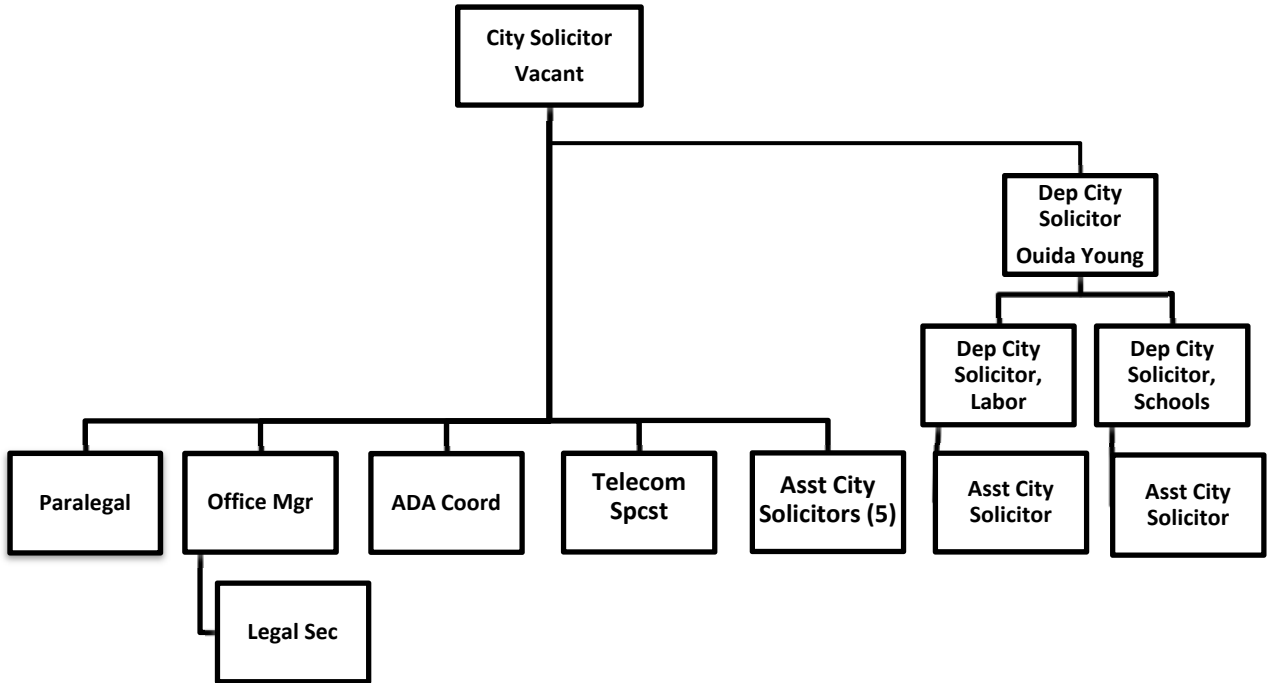 City Solicitor
Vacant
Dep City
Solicitor
Ouida Young
Dep City
Solicitor,
Labor
Dep City
Solicitor,
Schools
Paralegal
Office Mgr
ADA Coord
Telecom
Spcst
Asst City
Solicitors (5)
Asst City
Solicitor
Asst City
Solicitor
Legal Sec